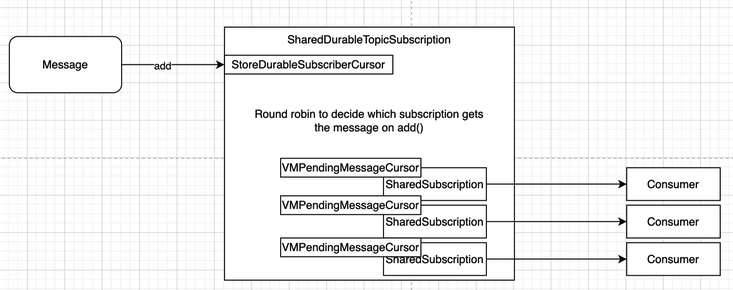 SharedDurableTopicSubscription
Message
add
StoreDurableSubscriberCursor
Round robin to decide which subscription gets
the message on add()
VMPendingMessageCursor
SharedSubscription
Consumer
VMPendingMessageCursor
SharedSubscription
Consumer
VMPendingMessageCursor
SharedSubscription
Consumer